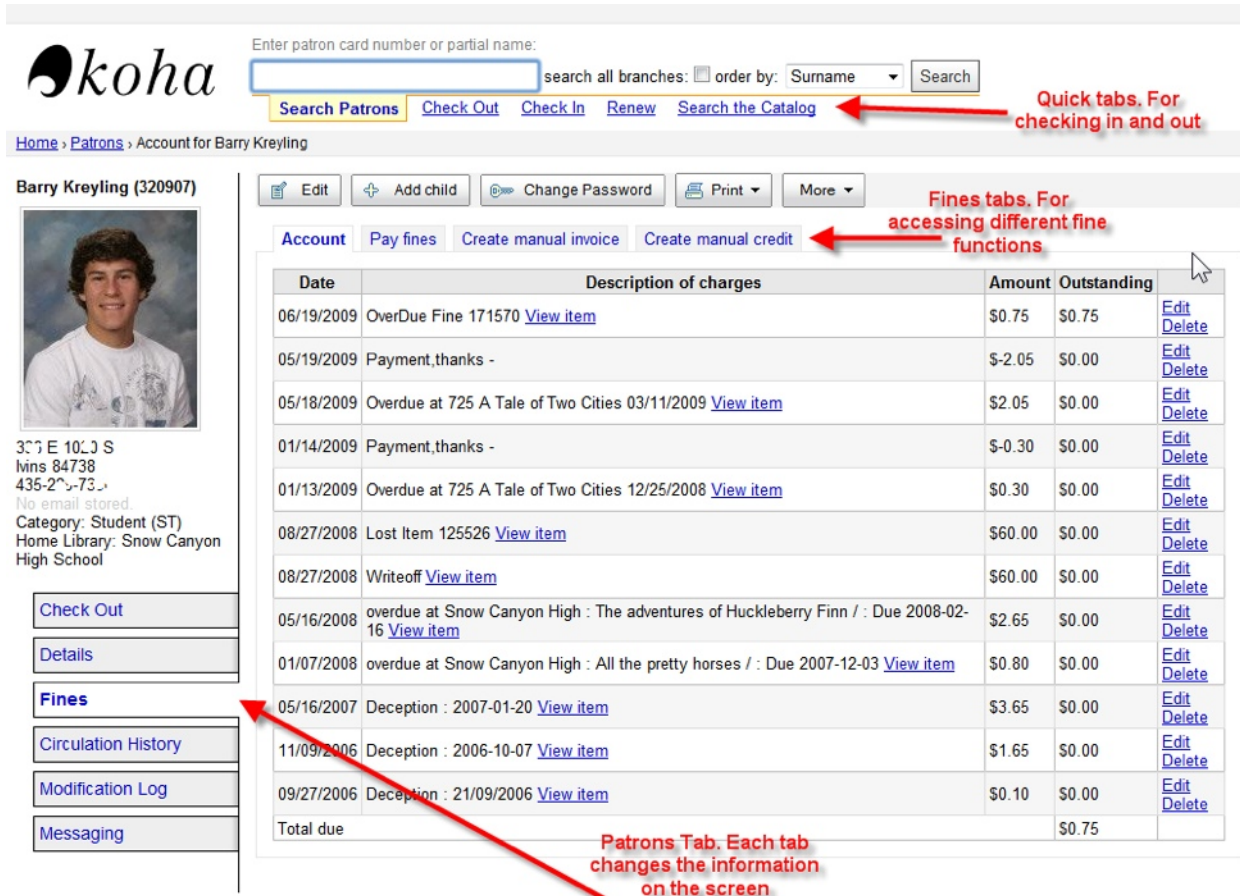 koha
Enter patron card number or partial name:
search all branches: order by: Surname Search
Search Patrons Check Out Check In Renew Search the Catalog
Quick tabs. For
checking in and out
Home › Patrons › Account for Barry Kreyling
Barry Kreyling (320907)
E S
Ivins 84738
No email stored.
Category: Student (ST)
Home Library: Snow Canyon
High School
Check Out
Details
Fines
Circulation History
Modification Log
Messaging
Edit Add child Change Password Print More
Fines tabs. For
accessing different fine
functions
Account Pay fines Create manual invoice Create manual credit
Date Description of charges Amount Outstanding
06/19/2009 OverDue Fine 171570 View item $0.75 $0.75 Edit
Delete
05/19/2009 Payment,thanks - $-2.05 $0.00 Edit
Delete
05/18/2009 Overdue at 725 A Tale of Two Cities 03/11/2009 View item $2.05 $0.00 Edit
Delete
01/14/2009 Payment,thanks - $-0.30 $0.00 Edit
Delete
01/13/2009 Overdue at 725 A Tale of Two Cities 12/25/2008 View item $0.30 $0.00 Edit
Delete
08/27/2008 Lost Item 125526 View item $60.00 $0.00 Edit
Delete
08/27/2008 Writeoff View item $60.00 $0.00 Edit
Delete
05/16/2008 overdue at Snow Canyon High : The adventures of Huckleberry Finn / : Due 2008-02-
16 View item $2.65 $0.00 Edit
Delete
01/07/2008 overdue at Snow Canyon High : All the pretty horses / : Due 2007-12-03 View item $0.80 $0.00 Edit
Delete
05/16/2007 Deception : 2007-01-20 View item $3.65 $0.00 Edit
Delete
11/09/2006 Deception : 2006-10-07 View item $1.65 $0.00 Edit
Delete
09/27/2006 Deception : 21/09/2006 View item $0.10 $0.00 Edit
Delete
Total due $0.75
Patrons Tab. Each tab
changes the information
on the screen